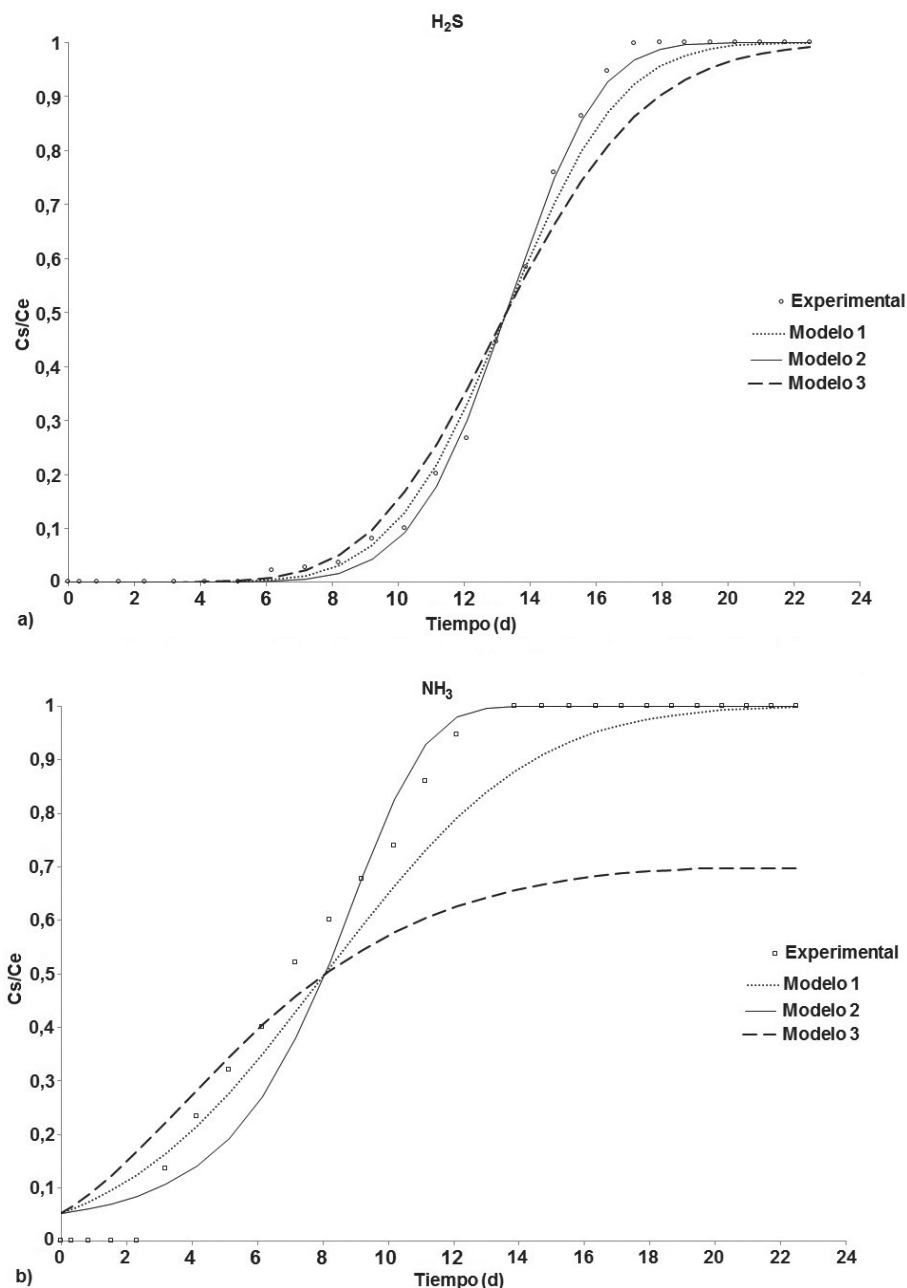 H₂S
1
0,9
0,8
0,7
0,6
0,5
0,4
0,3
0,2
0,1
0
Cs/Ce
Experimental
Modelo 1
Modelo 2
Modelo 3
0 2 4 6 8 10 12 14 16 18 20 22 24
Tiempo (d)
a)
NH₃
1
0,9
0,8
0,7
0,6
0,5
0,4
0,3
0,2
0,1
0
Cs/Ce
Experimental
Modelo 1
Modelo 2
Modelo 3
0 2 4 6 8 10 12 14 16 18 20 22 24
Tiempo (d)
b)